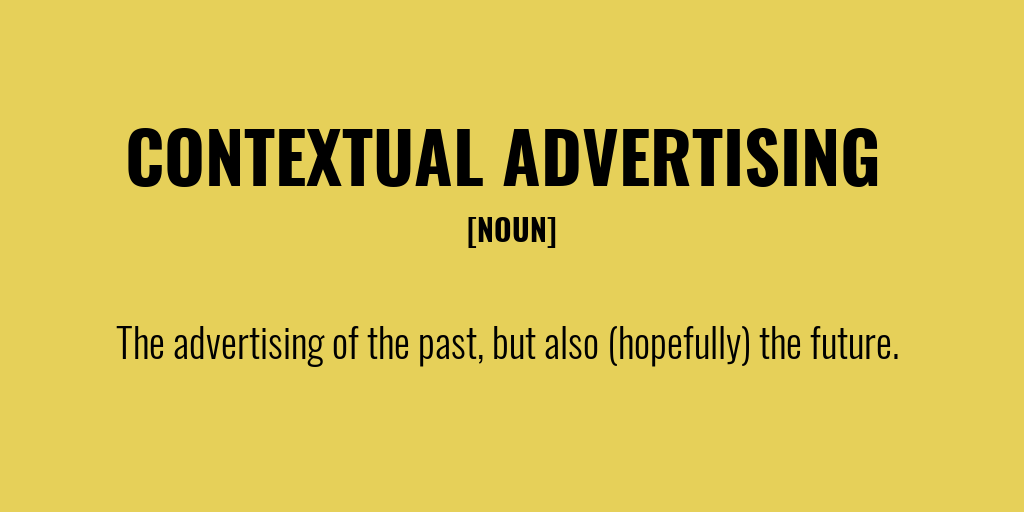 CONTEXTUAL ADVERTISING
[NOUN]
The advertising of the past, but also (hopefully) the future.